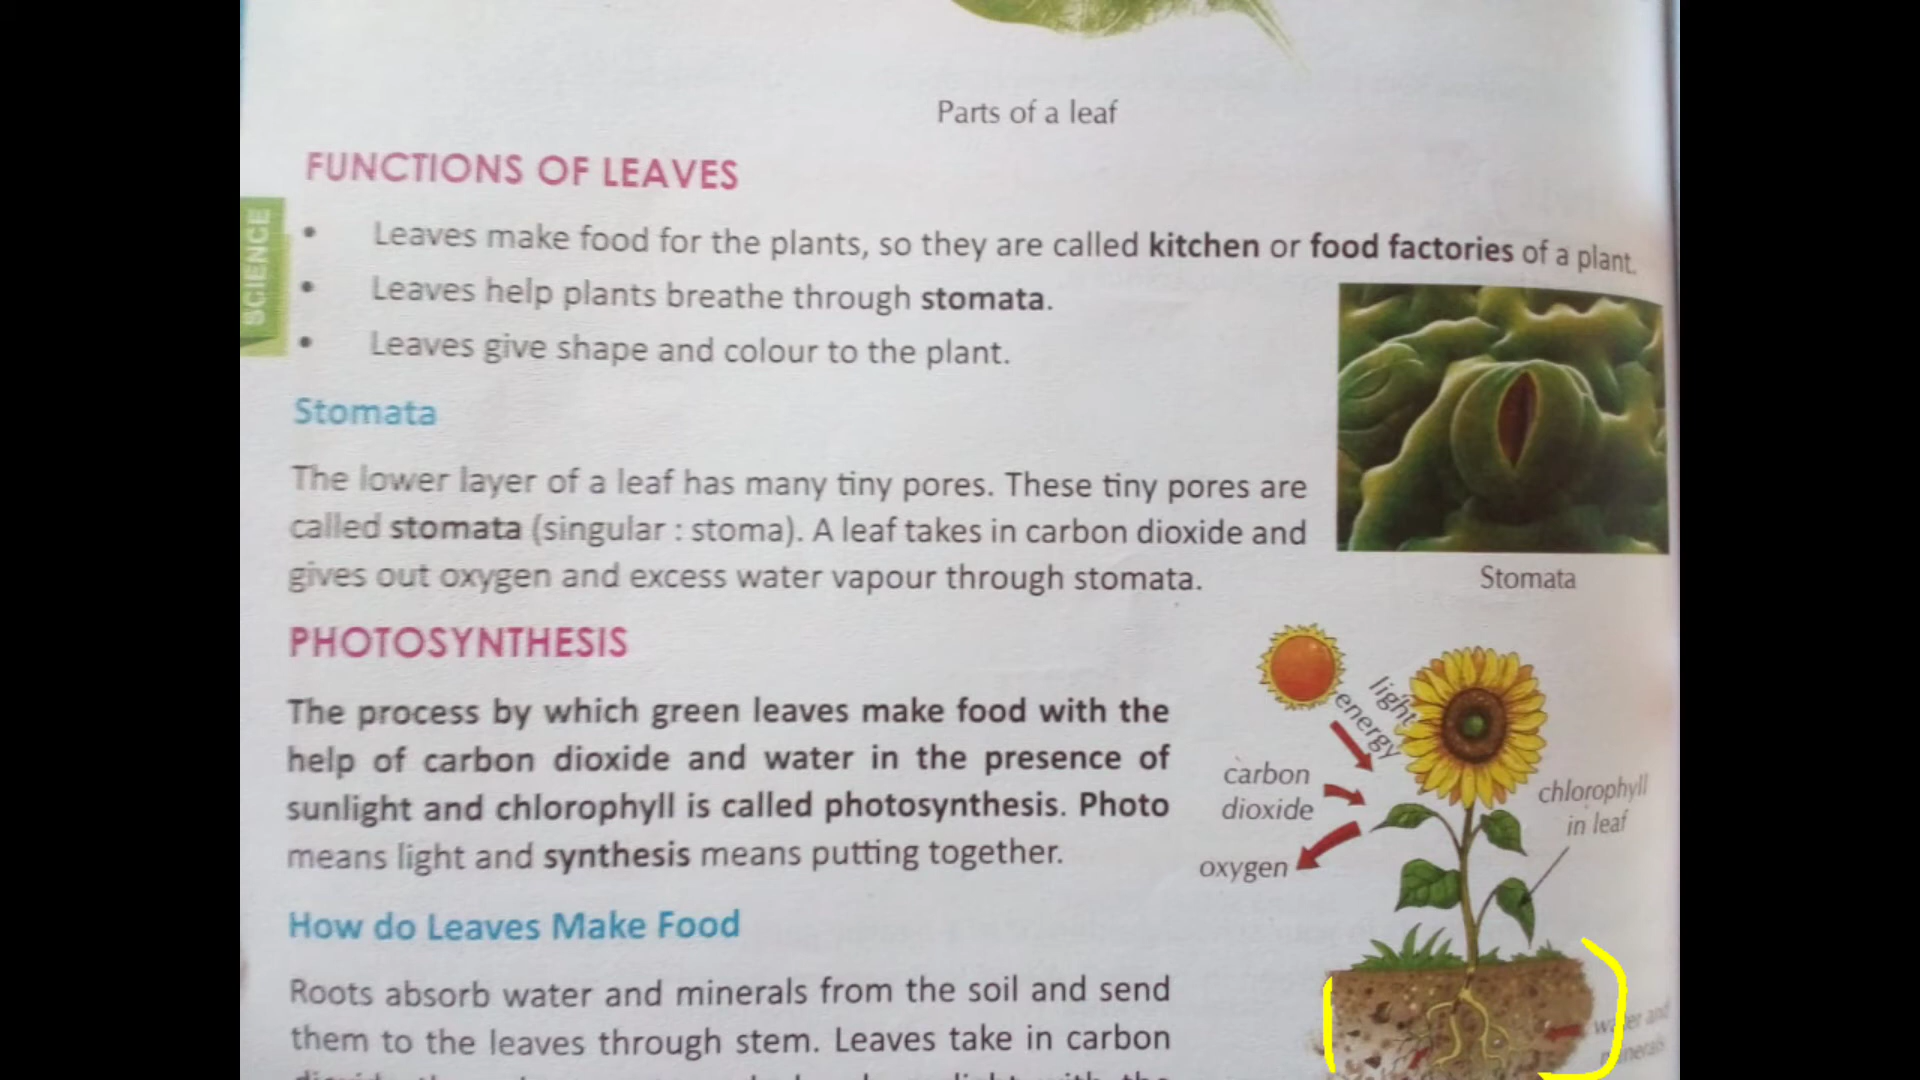 Parts of a leaf
FUNCTIONS OF LEAVES
SCIENCE
• Leaves make food for the plants, so they are called kitchen or food factories of a plant.
• Leaves help plants breathe through stomata.
• Leaves give shape and colour to the plant.
Stomata
The lower layer of a leaf has many tiny pores. These tiny pores are
called stomata (singular : stoma). A leaf takes in carbon dioxide and
gives out oxygen and excess water vapour through stomata.
Stomata
PHOTOSYNTHESIS
The process by which green leaves make food with the
help of carbon dioxide and water in the presence of
sunlight and chlorophyll is called photosynthesis. Photo
means light and synthesis means putting together.
light
energy
carbon
dioxide
oxygen
chlorophyll
in leaf
water and
minerals
How do Leaves Make Food
Roots absorb water and minerals from the soil and send
them to the leaves through stem. Leaves take in carbon